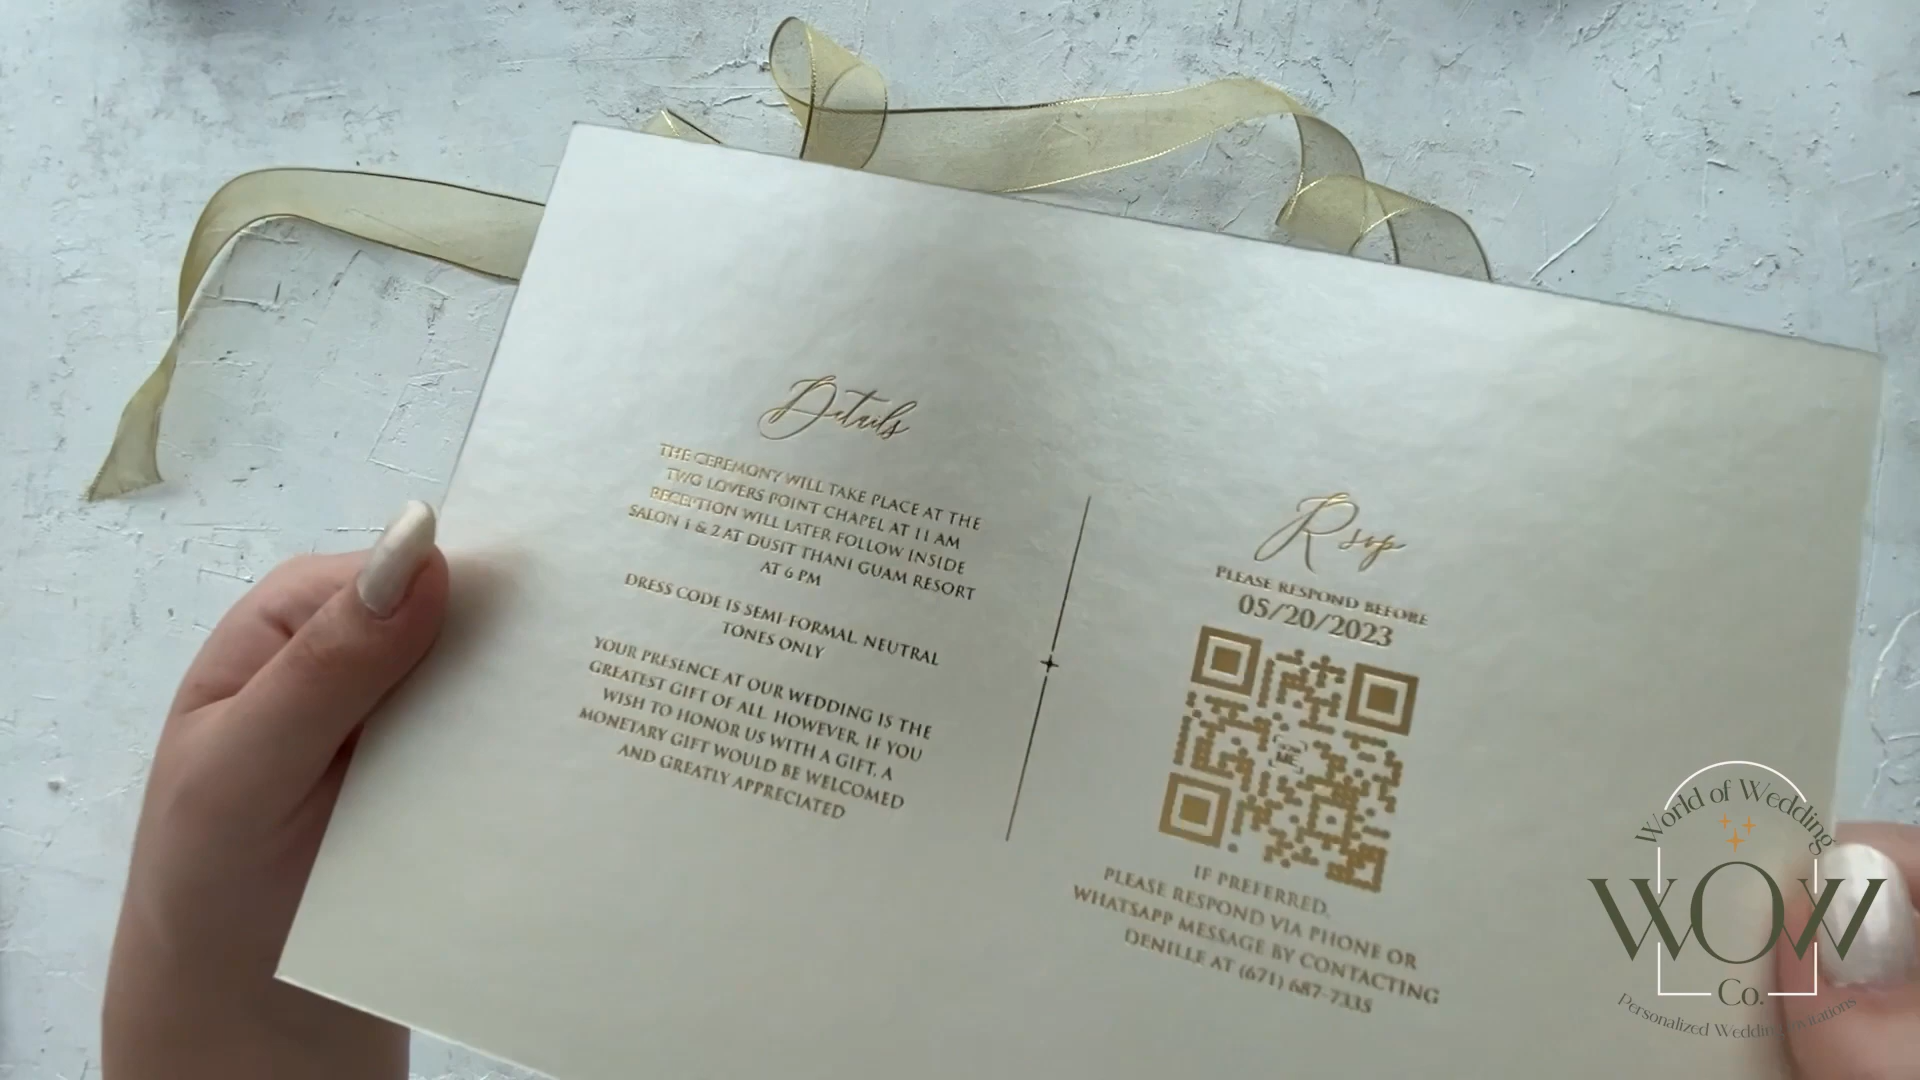 Details
THE CEREMONY WILL TAKE PLACE AT THE
TWO LOVERS POINT CHAPEL AT 11 AM
RECEPTION WILL LATER FOLLOW INSIDE
SALON 1 & 2 AT DUSIT THANI GUAM RESORT
AT 6 PM
DRESS CODE IS SEMI-FORMAL, NEUTRAL
TONES ONLY
YOUR PRESENCE AT OUR WEDDING IS THE
GREATEST GIFT OF ALL. HOWEVER, IF YOU
WISH TO HONOR US WITH A GIFT, A
MONETARY GIFT WOULD BE WELCOMED
AND GREATLY APPRECIATED
Rsvp
PLEASE RESPOND BEFORE
05/20/2023
ME
IF PREFERRED,
PLEASE RESPOND VIA PHONE OR
WHATSAPP MESSAGE BY CONTACTING
DENILLE AT (671) 687-7335
World of Wedding
WOW
Co.
Personalized Wedding Invitations